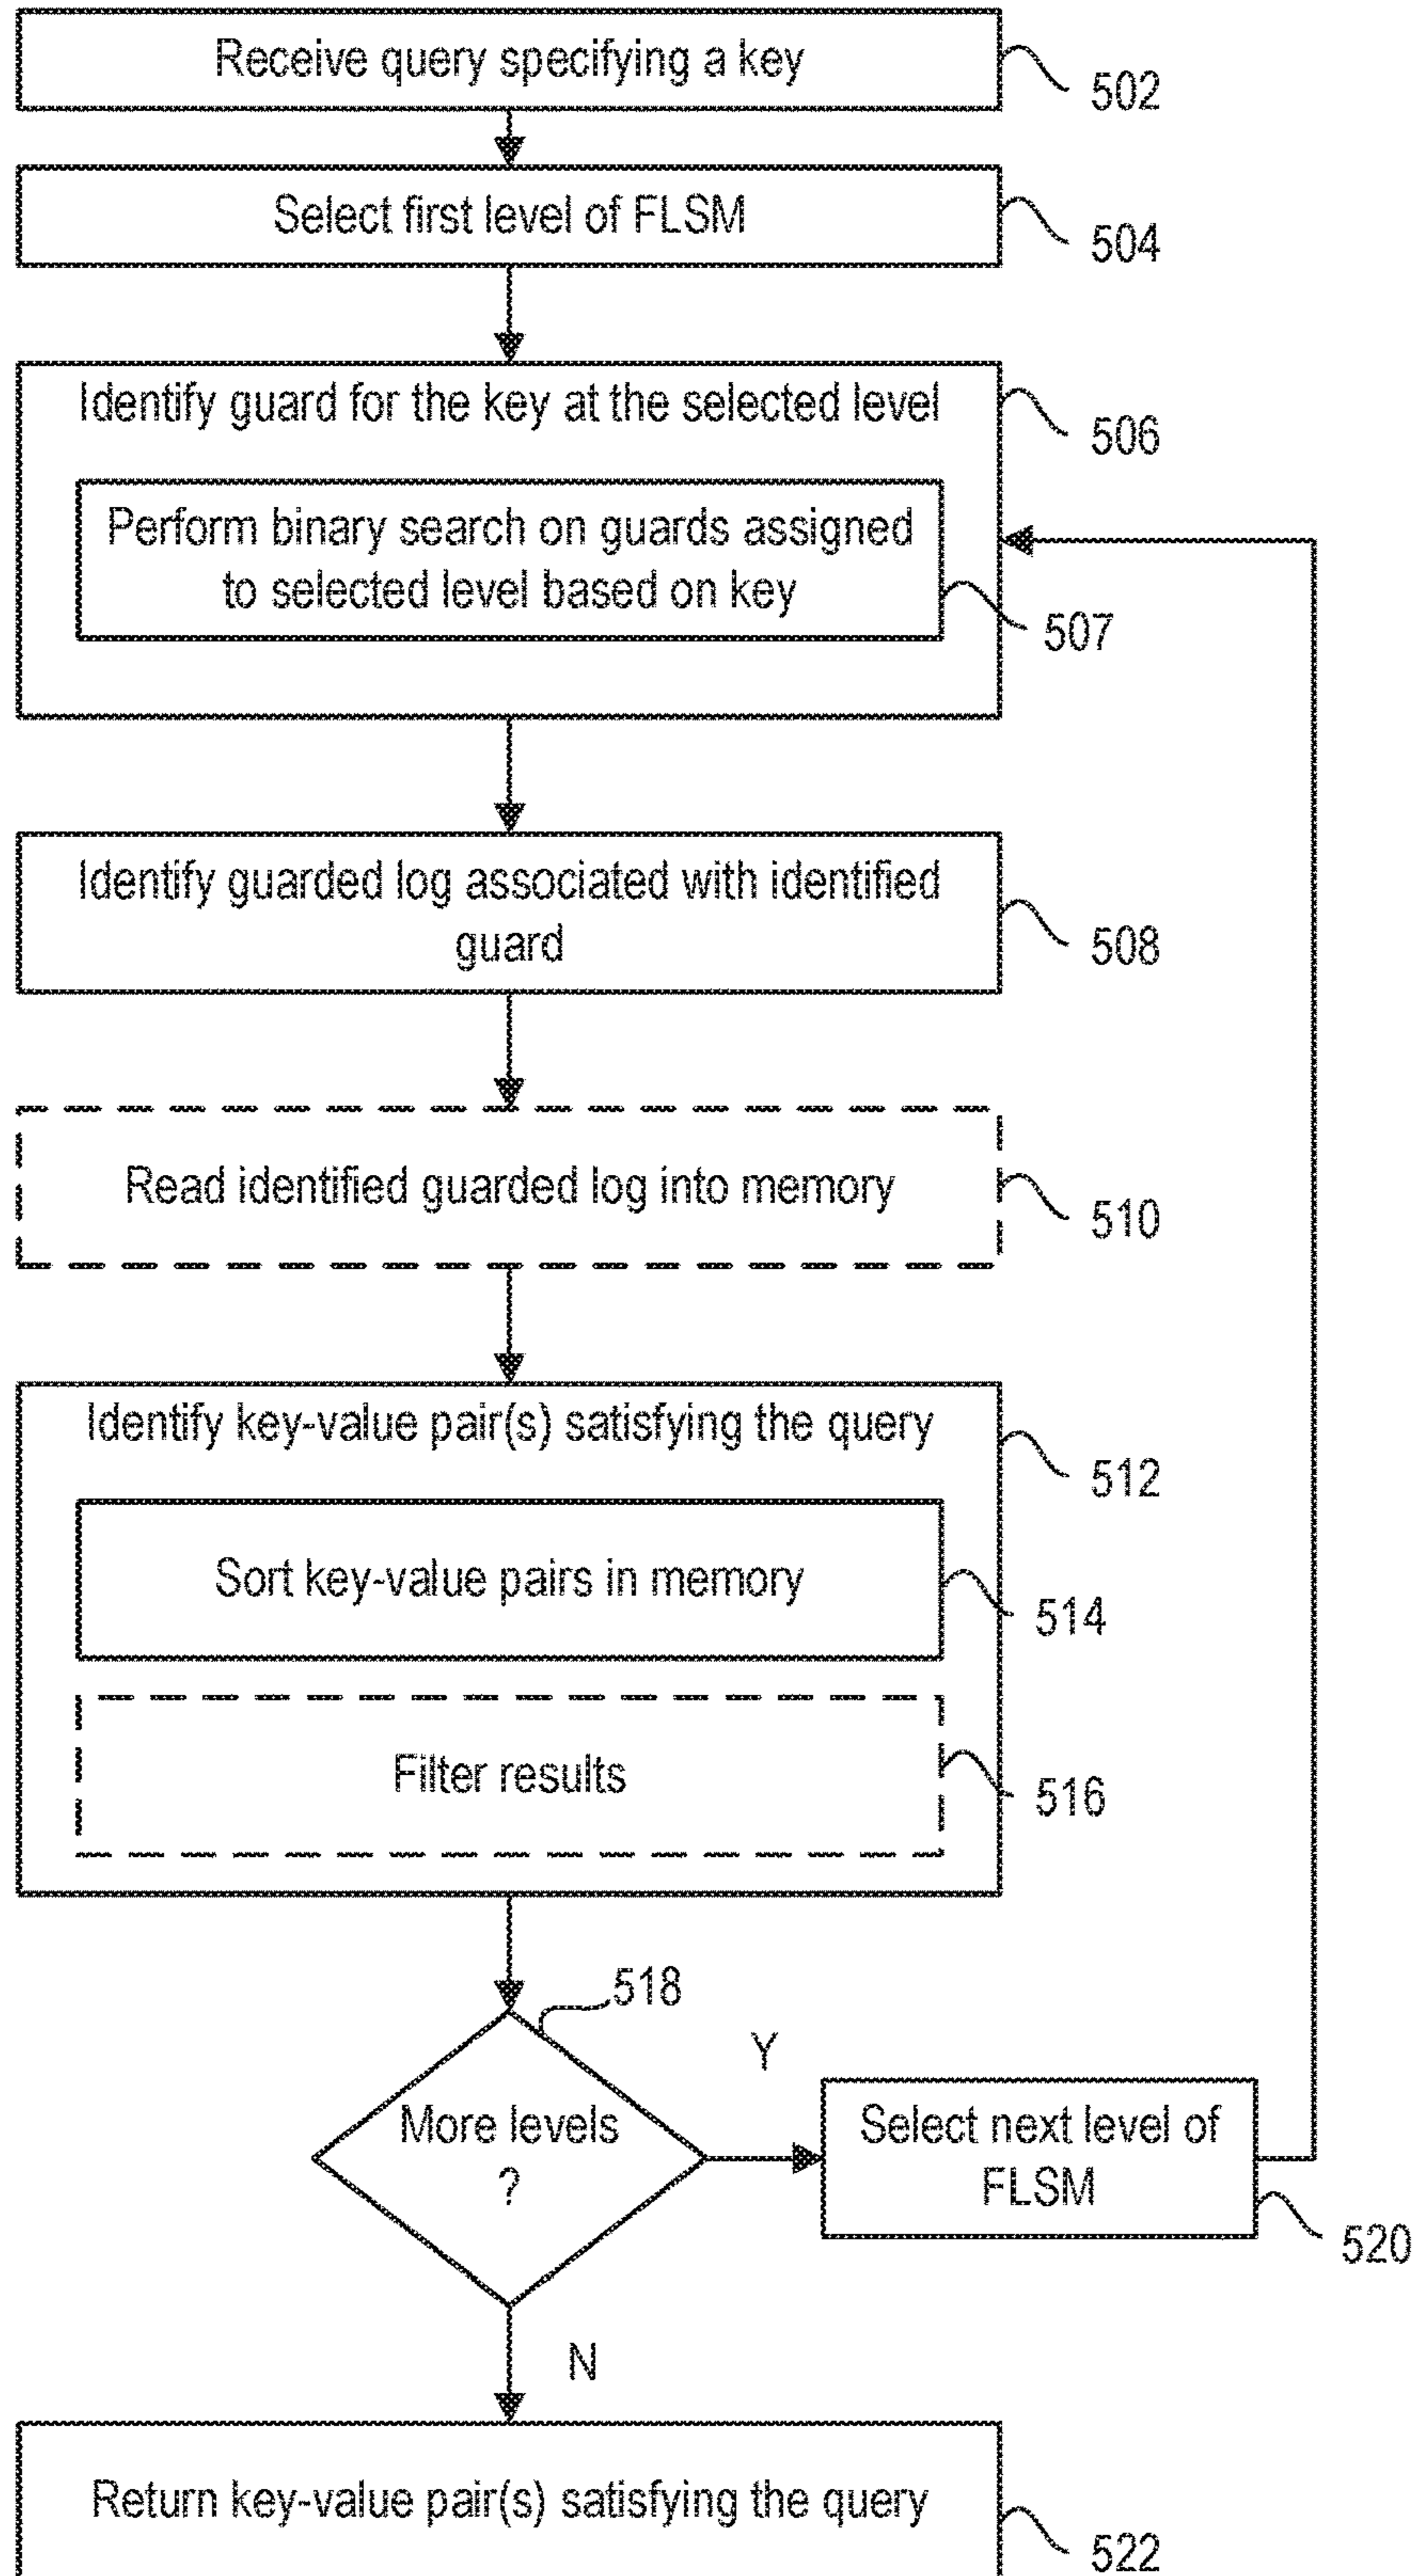 Receive query specifying a key
502
Select first level of FLSM
504
Identify guard for the key at the selected level
506
Perform binary search on guards assigned
to selected level based on key
507
Identify guarded log associated with identified
guard
508
Read identified guarded log into memory
510
Identify key-value pair(s) satisfying the query
512
Sort key-value pairs in memory
514
Filter results
516
518
More levels
?
Y
Select next level of
FLSM
520
N
Return key-value pair(s) satisfying the query
522